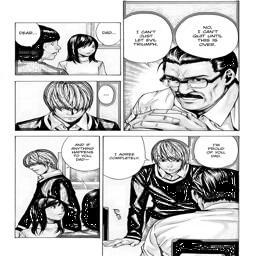 NO,
I CAN'T
QUIT UNTIL
THIS IS
OVER.
I CAN'T
JUST
LET EVIL
TRIUMPH.
DAD...
DEAR...
...
I'M
PROUD OF
YOU,
DAD.
I AGREE
COMPLETELY.
AND IF
ANYTHING
HAPPENS
TO YOU,
DAD—